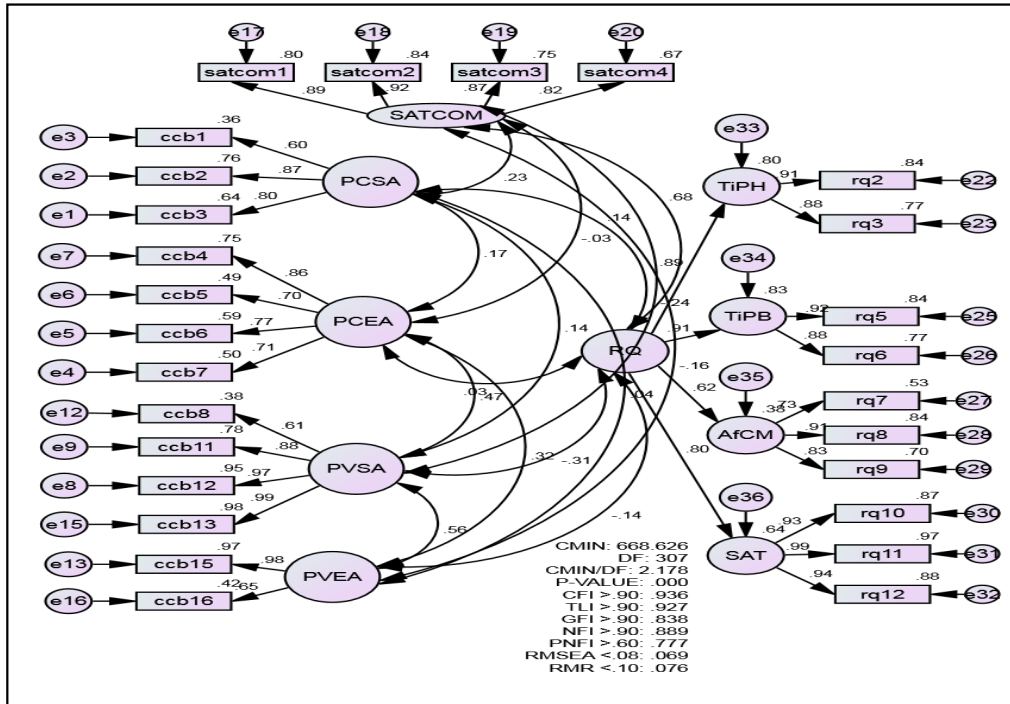 e17 e18 e19 e20
.80 .84 .75 .67
satcom1 satcom2 satcom3 satcom4
.89 .92 .87 .82
SATCOM
e3 ccb1 .36 .60
e2 ccb2 .76 .87
e1 ccb3 .64 .80
PCSA
.23
e7 ccb4 .75 .86
e6 ccb5 .49 .70
e5 ccb6 .59 .77
e4 ccb7 .50 .71
PCEA
.17
.14
-.03
.68
.89
-.24
.14
e12 ccb8 .38 .61
e9 ccb11 .78 .88
e8 ccb12 .95 .97
e15 ccb13 .98 .99
PVSA
.03
.47
.32
-.31
.04
-.16
-.14
.56
e13 ccb15 .97 .98
e16 ccb16 .42 .65
PVEA
RQ
.91
.62
.80
e33
.80
TiPH
.91 rq2 .84 e22
.88 rq3 .77 e23
e34
.83
TiPB
.92 rq5 .84 e25
.88 rq6 .77 e26
e35
.38
AfCM
.73 rq7 .53 e27
.91 rq8 .84 e28
.83 rq9 .70 e29
e36
.64
SAT
.93 rq10 .87 e30
.99 rq11 .97 e31
.94 rq12 .88 e32
CMIN: 668.626
DF: 307
CMIN/DF: 2.178
P-VALUE: .000
CFI >.90: .936
TLI >.90: .927
GFI >.90: .838
NFI >.90: .889
PNFI >.60: .777
RMSEA <.08: .069
RMR <.10: .076